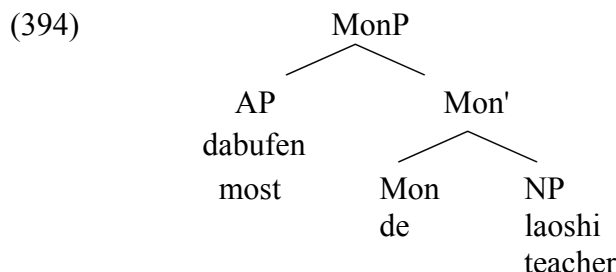 (394) MonP
AP Mon'
dabufen
most Mon NP
de laoshi
teacher